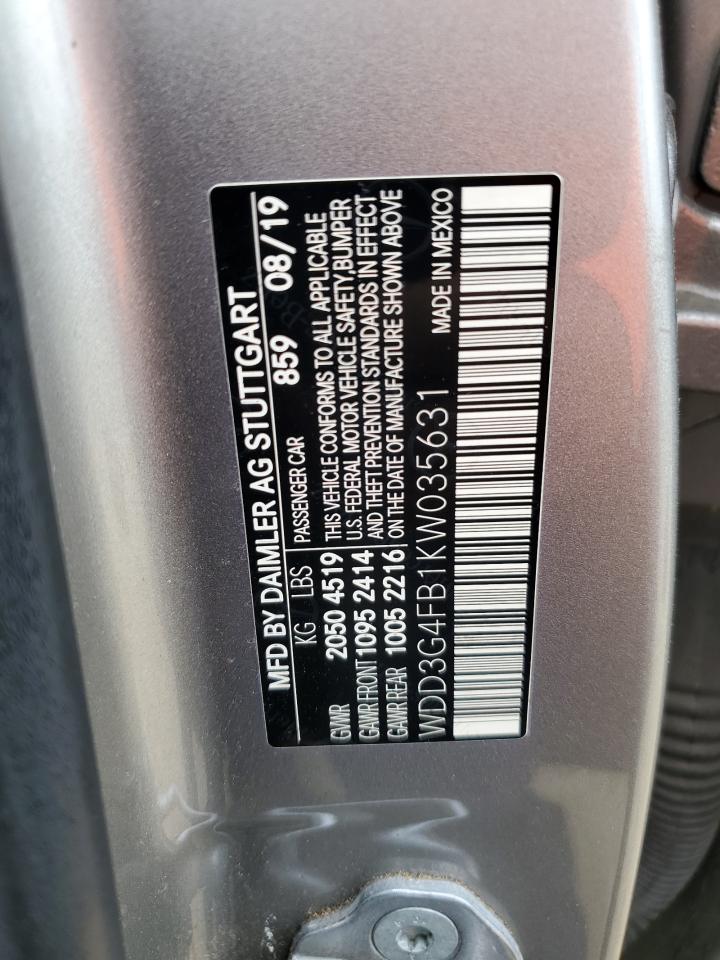 MFD BY DAIMLER AG STUTTGART
859 08/19
KG / LBS PASSENGER CAR
GVWR 2050 4519
GAWR FRONT 1095 2414
GAWR REAR 1005 2216
THIS VEHICLE CONFORMS TO ALL APPLICABLE
U.S. FEDERAL MOTOR VEHICLE SAFETY,BUMPER
AND THEFT PREVENTION STANDARDS IN EFFECT
ON THE DATE OF MANUFACTURE SHOWN ABOVE
WDD3G4FB1KW035631 MADE IN MEXICO